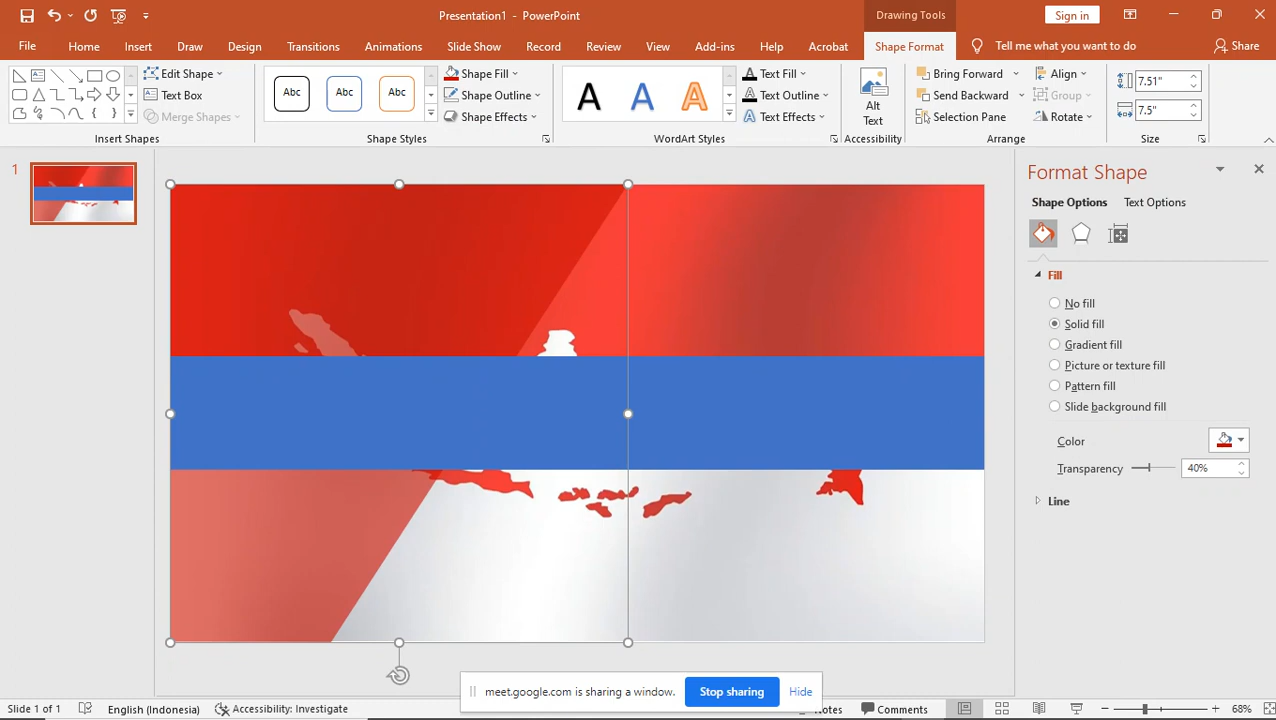 Presentation1 - PowerPoint
Drawing Tools
Sign in
File Home Insert Draw Design Transitions Animations Slide Show Record Review View Add-ins Help Acrobat Shape Format Tell me what you want to do Share
Edit Shape
Text Box
Merge Shapes
Insert Shapes
Abc Abc Abc
Shape Fill
Shape Outline
Shape Effects
Shape Styles
A A A
Text Fill
Text Outline
Text Effects
WordArt Styles
Alt
Text
Accessibility
Bring Forward
Send Backward
Selection Pane
Align
Group
Rotate
Arrange
7.51"
7.5"
Size
1
Format Shape
Shape Options Text Options
Fill
No fill
Solid fill
Gradient fill
Picture or texture fill
Pattern fill
Slide background fill
Color
Transparency 40%
Line
meet.google.com is sharing a window. Stop sharing Hide
Slide 1 of 1 English (Indonesia) Accessibility: Investigate Notes Comments 68%